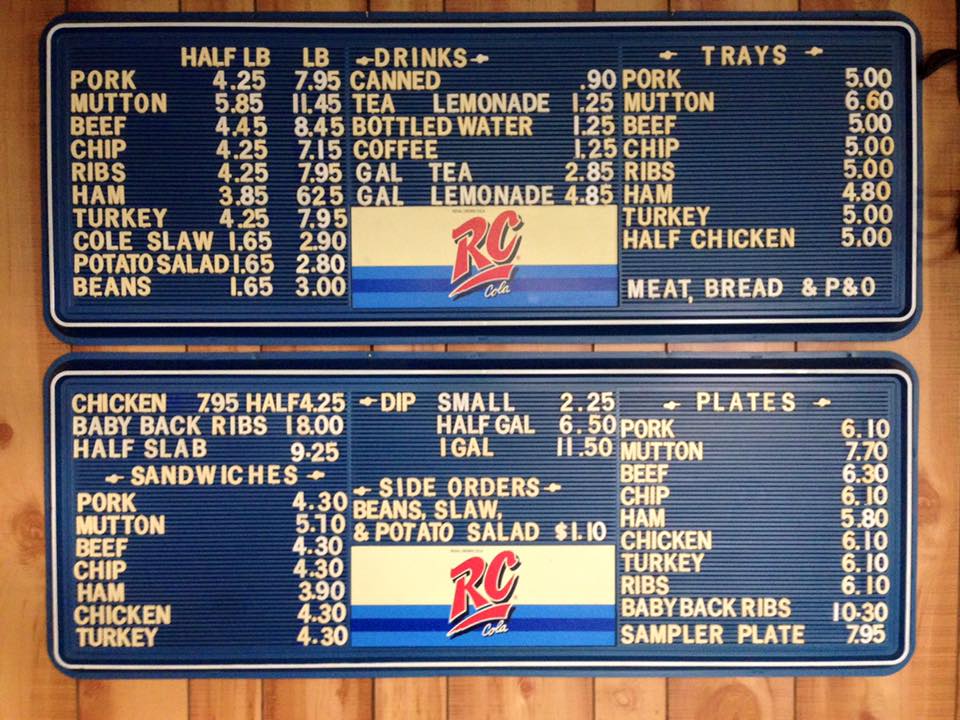 HALF LB LB
PORK 4.25 7.95
MUTTON 5.85 11.45
BEEF 4.45 8.45
CHIP 4.25 7.15
RIBS 4.25 7.95
HAM 3.85 625
TURKEY 4.25 7.95
COLE SLAW 1.65 2.90
POTATO SALAD 1.65 2.80
BEANS 1.65 3.00
DRINKS
CANNED .90
TEA LEMONADE 1.25
BOTTLED WATER 1.25
COFFEE 1.25
GAL TEA 2.85
GAL LEMONADE 4.85
RC
Cola
TRAYS
PORK 5.00
MUTTON 6.60
BEEF 5.00
CHIP 5.00
RIBS 5.00
HAM 4.80
TURKEY 5.00
HALF CHICKEN 5.00
MEAT, BREAD & P&O
CHICKEN 7.95 HALF 4.25
BABY BACK RIBS 18.00
HALF SLAB 9-25
SANDWICHES
PORK 4.30
MUTTON 5.10
BEEF 4.30
CHIP 4.30
HAM 3.90
CHICKEN 4.30
TURKEY 4.30
DIP SMALL 2.25
HALF GAL 6.50
1 GAL 11.50
SIDE ORDERS
BEANS, SLAW,
& POTATO SALAD $1.10
RC
Cola
PLATES
PORK 6.10
MUTTON 7.70
BEEF 6.30
CHIP 6.10
HAM 5.80
CHICKEN 6.10
TURKEY 6.10
RIBS 6.10
BABY BACK RIBS 10-30
SAMPLER PLATE 7.95